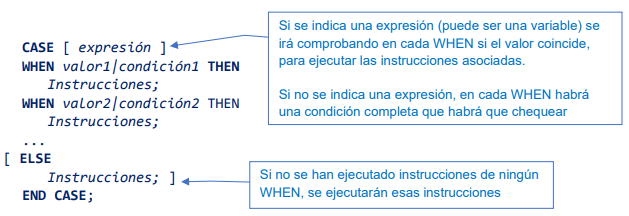 CASE [ expresión ]
WHEN valor1|condición1 THEN
Instrucciones;
WHEN valor2|condición2 THEN
Instrucciones;
...
[ ELSE
Instrucciones; ]
END CASE;
Si se indica una expresión (puede ser una variable) se
irá comprobando en cada WHEN si el valor coincide,
para ejecutar las instrucciones asociadas.
Si no se indica una expresión, en cada WHEN habrá
una condición completa que habrá que chequear
Si no se han ejecutado instrucciones de ningún
WHEN, se ejecutarán esas instrucciones